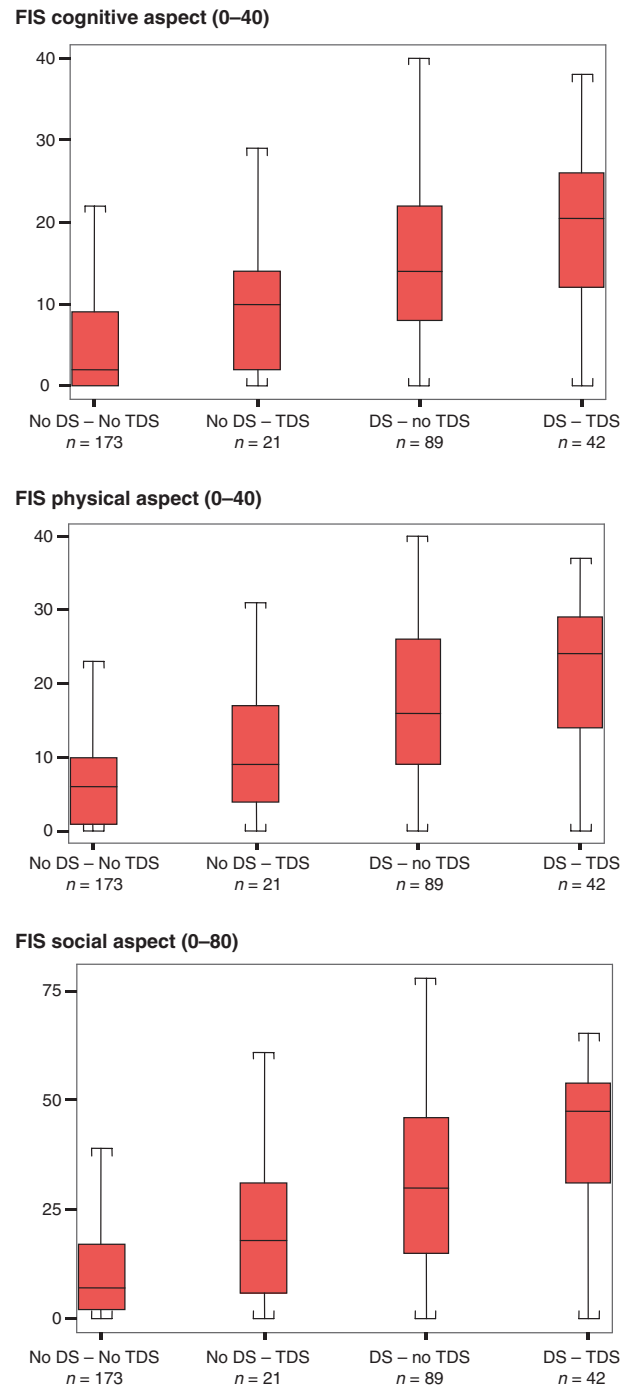 FIS cognitive aspect (0–40)
40
30
20
10
0
No DS – No TDS No DS – TDS DS – no TDS DS – TDS
n = 173 n = 21 n = 89 n = 42
FIS physical aspect (0–40)
40
30
20
10
0
No DS – No TDS No DS – TDS DS – no TDS DS – TDS
n = 173 n = 21 n = 89 n = 42
FIS social aspect (0–80)
75
50
25
0
No DS – No TDS No DS – TDS DS – no TDS DS – TDS
n = 173 n = 21 n = 89 n = 42